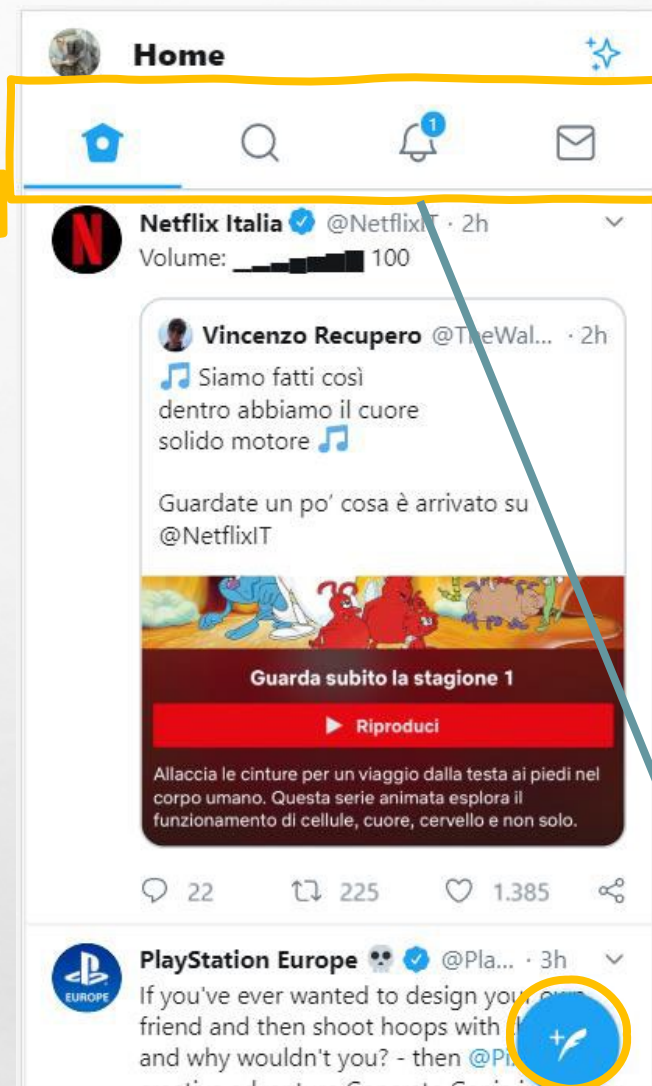 Home
1
Netflix Italia @NetflixIT · 2h
Volume: ▁▂▃▄▅▆▇ 100
Vincenzo Recupero @TheWal... · 2h
🎵 Siamo fatti così
dentro abbiamo il cuore
solido motore 🎵
Guardate un po’ cosa è arrivato su
@NetflixIT
Guarda subito la stagione 1
Riproduci
Allaccia le cinture per un viaggio dalla testa ai piedi nel
corpo umano. Questa serie animata esplora il
funzionamento di cellule, cuore, cervello e non solo.
22 225 1.385
EUROPE
PlayStation Europe 💀 @Pla... · 3h
If you've ever wanted to design your own
friend and then shoot hoops with
and why wouldn't you? - then